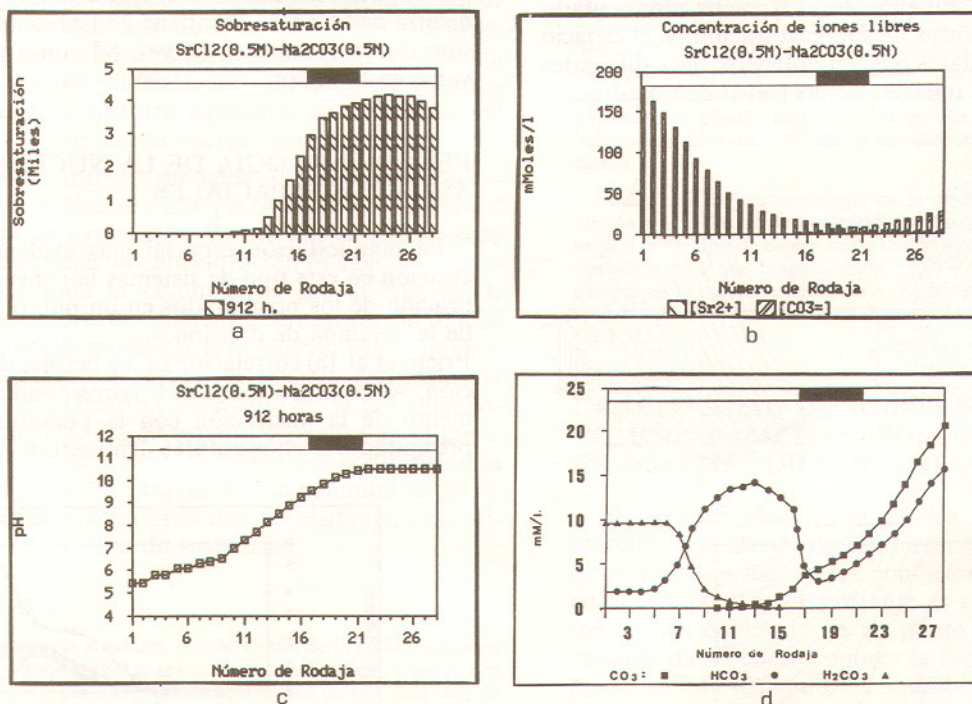 Sobresaturación
SrCl2(0.5M)-Na2CO3(0.5N)
Sobresaturación
(Miles)
5
4
3
2
1
0
1 6 11 16 21 26
Número de Rodaja
912 h.
a
Concentración de iones libres
SrCl2(0.5M)-Na2CO3(0.5N)
mMoles/l
200
150
100
50
0
1 6 11 16 21 26
Número de Rodaja
[Sr2+] [CO3=]
b
SrCl2(0.5M)-Na2CO3(0.5N)
912 horas
pH
12
11
10
9
8
7
6
5
4
1 6 11 16 21 26
Número de Rodaja
c
mM/l.
25
20
15
10
5
0
3 7 11 15 19 23 27
Número de Rodaja
CO3= HCO3 H2CO3
d